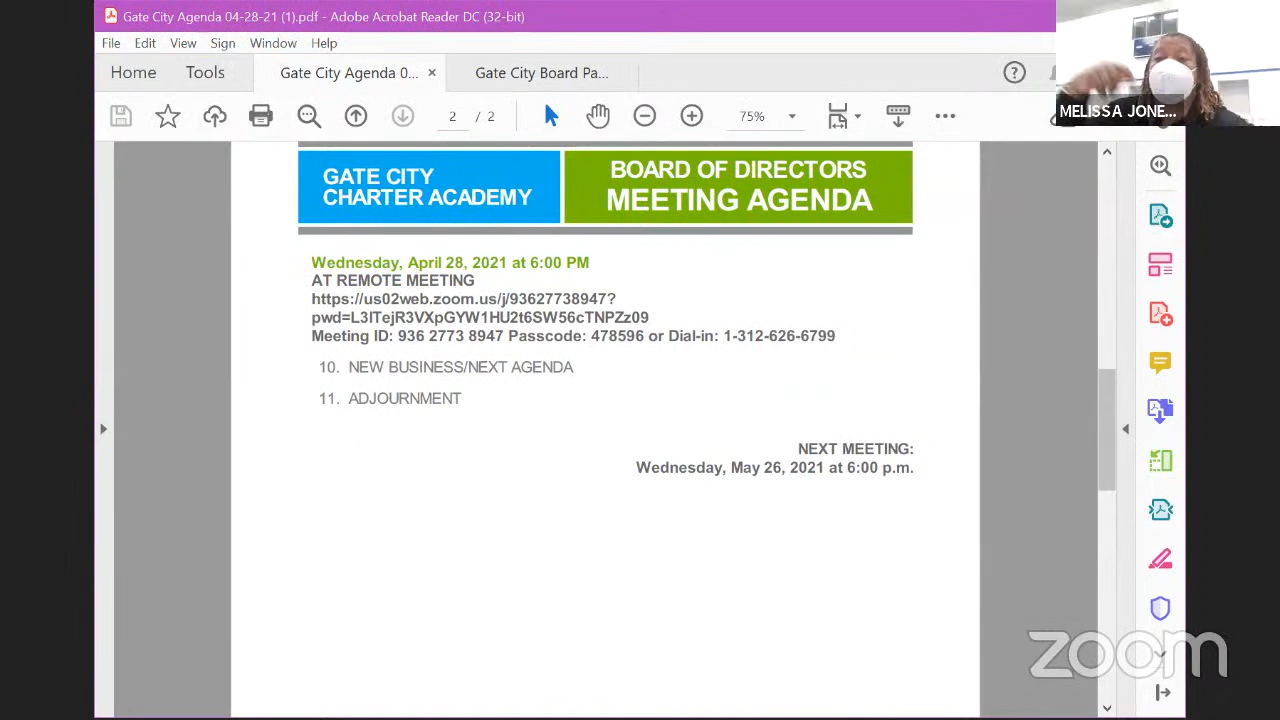 Gate City Agenda 04-28-21 (1).pdf - Adobe Acrobat Reader DC (32-bit)
File Edit View Sign Window Help
Home Tools Gate City Agenda 0... × Gate City Board Pa...
2 / 2 75%
MELISSA JONE...
GATE CITY
CHARTER ACADEMY
BOARD OF DIRECTORS
MEETING AGENDA
Wednesday, April 28, 2021 at 6:00 PM
AT REMOTE MEETING
https://us02web.zoom.us/j/93627738947?
pwd=L3lTejR3VXpGYW1HU2t6SW56cTNPZz09
Meeting ID: 936 2773 8947 Passcode: 478596 or Dial-in: 1-312-626-6799
10. NEW BUSINESS/NEXT AGENDA
11. ADJOURNMENT
NEXT MEETING:
Wednesday, May 26, 2021 at 6:00 p.m.
zoom